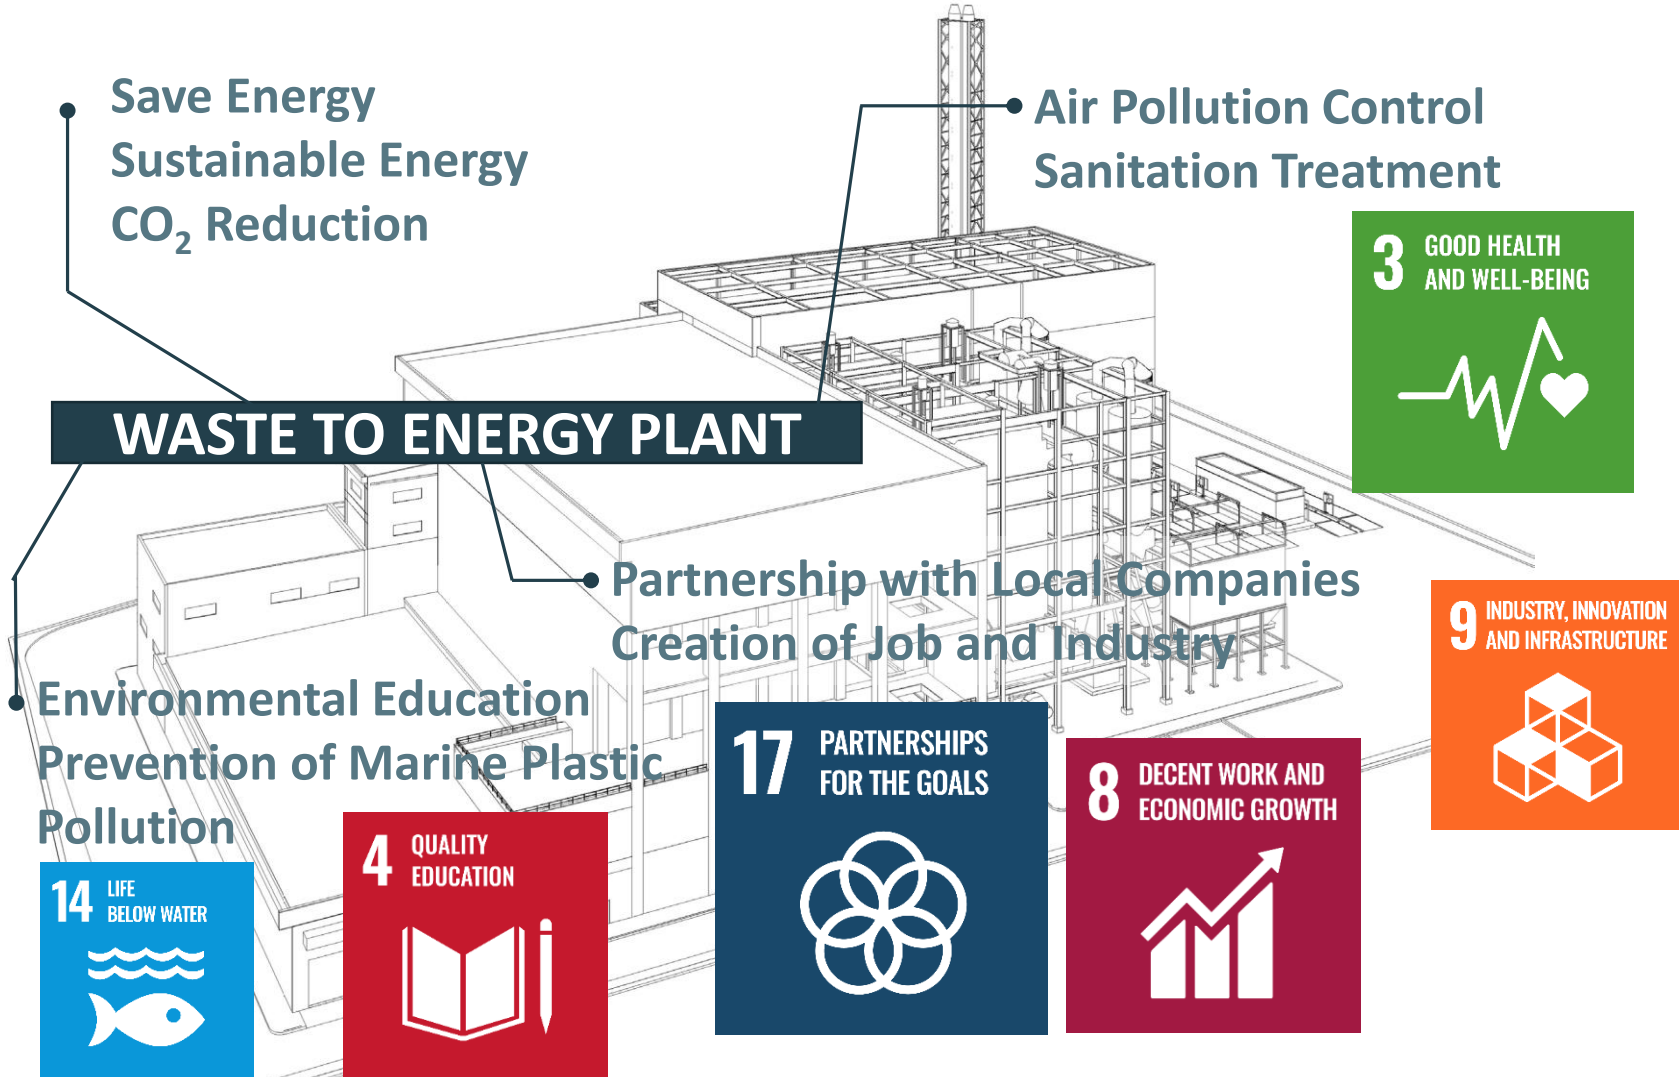 Save Energy
Sustainable Energy
CO₂ Reduction
Air Pollution Control
Sanitation Treatment
3 GOOD HEALTH
AND WELL-BEING
WASTE TO ENERGY PLANT
Partnership with Local Companies
Creation of Job and Industry
9 INDUSTRY, INNOVATION
AND INFRASTRUCTURE
Environmental Education
Prevention of Marine Plastic
Pollution
14 LIFE
BELOW WATER
4 QUALITY
EDUCATION
17 PARTNERSHIPS
FOR THE GOALS
8 DECENT WORK AND
ECONOMIC GROWTH